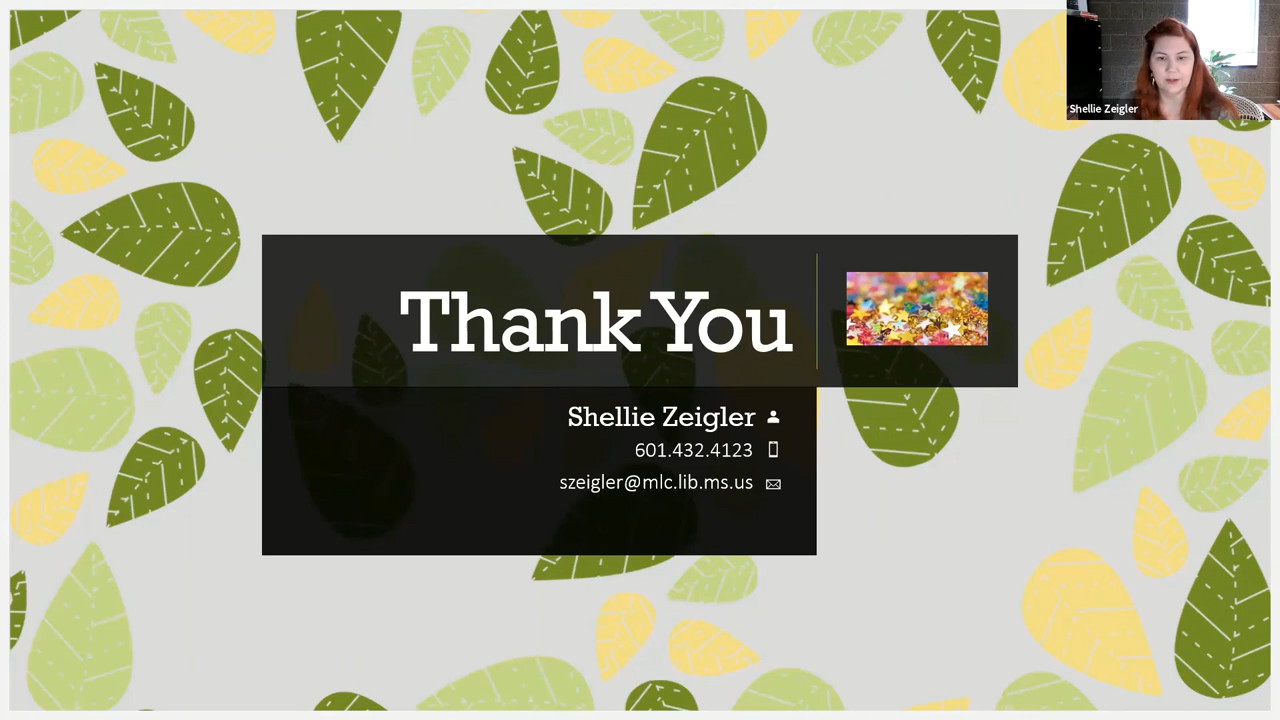 Shellie Zeigler
Thank You
Shellie Zeigler
601.432.4123
szeigler@mlc.lib.ms.us